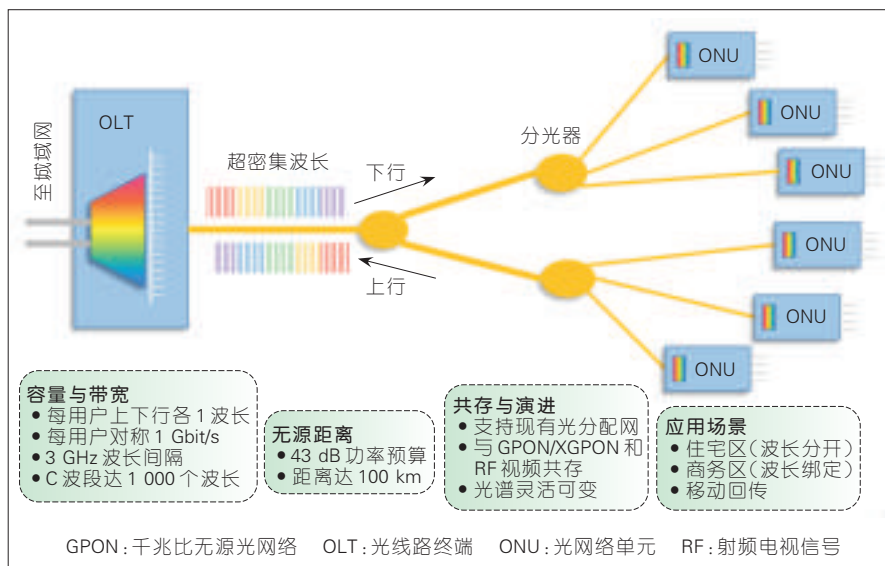 至城域网
OLT
超密集波长
下行
上行
分光器
ONU
ONU
ONU
ONU
ONU
ONU
容量与带宽
● 每用户上下行各1波长
● 每用户对称 1 Gbit/s
● 3 GHz 波长间隔
● C 波段达 1 000 个波长
无源距离
● 43 dB 功率预算
● 距离达 100 km
共存与演进
● 支持现有光分配网
● 与 GPON/XGPON 和
RF 视频共存
● 光谱灵活可变
应用场景
● 住宅区(波长分开)
● 商务区(波长绑定)
● 移动回传
GPON:千兆比无源光网络 OLT:光线路终端 ONU:光网络单元 RF:射频电视信号